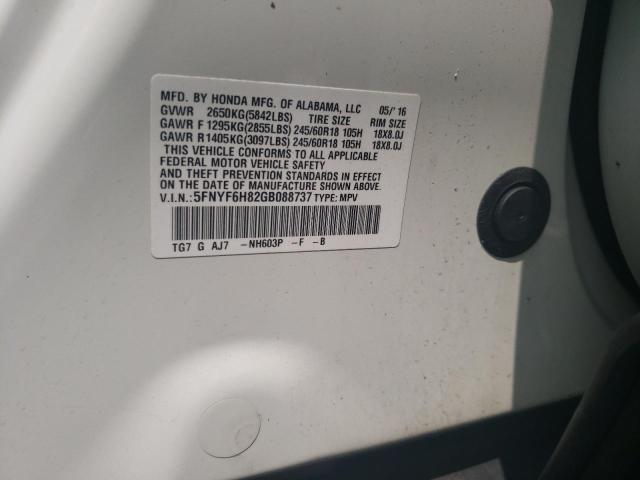 MFD. BY HONDA MFG. OF ALABAMA, LLC 05/'16
GVWR 2650KG(5842LBS) TIRE SIZE RIM SIZE
GAWR F 1295KG(2855LBS) 245/60R18 105H 18X8.0J
GAWR R1405KG(3097LBS) 245/60R18 105H 18X8.0J
THIS VEHICLE CONFORMS TO ALL APPLICABLE
FEDERAL MOTOR VEHICLE SAFETY
AND THEFT PREVENTION STANDARDS IN EFFECT
ON THE DATE OF MANUFACTURE SHOWN ABOVE.
V.I.N.: 5FNYF6H82GB088737 TYPE: MPV
TG7 G AJ7 -NH603P -F -B